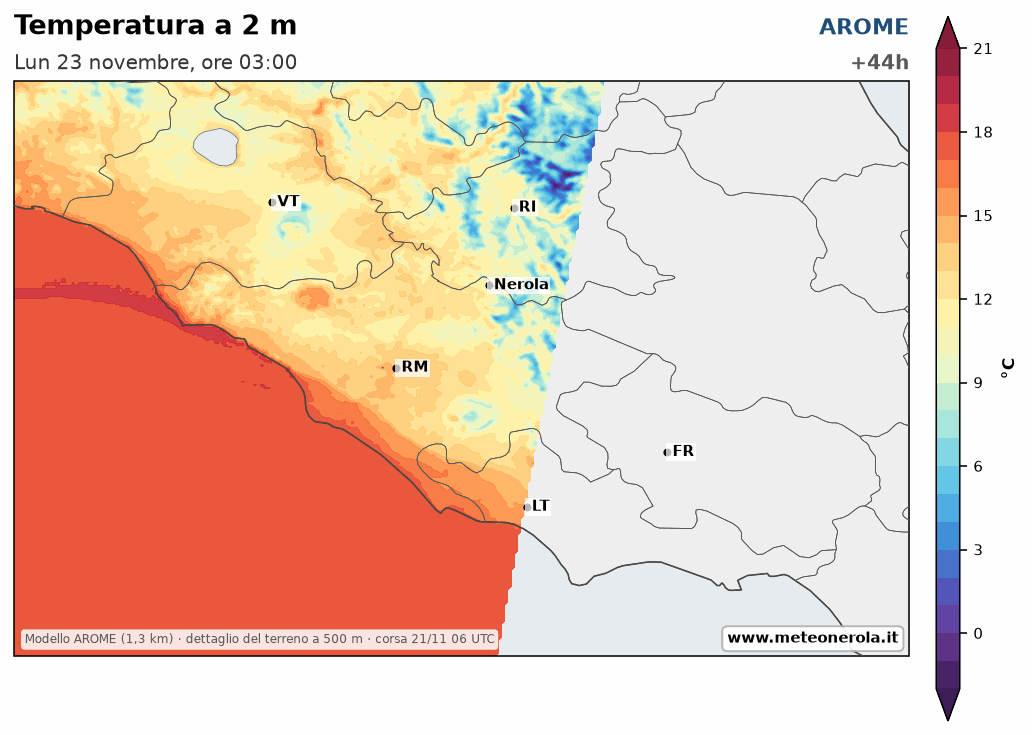 Temperatura a 2 m
AROME
Lun 23 novembre, ore 03:00
+44h
VT
RI
Nerola
RM
FR
LT
Modello AROME (1,3 km) · dettaglio del terreno a 500 m · corsa 21/11 06 UTC
www.meteonerola.it
21
18
15
12
9
6
3
0
°C